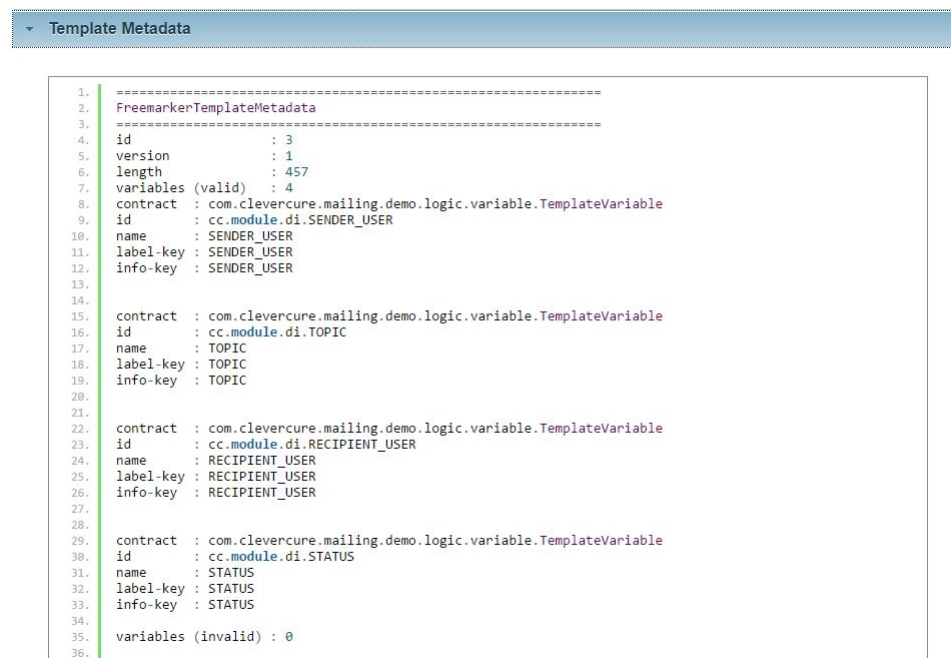 Template Metadata
1. ===============================================================
2. FreemarkerTemplateMetadata
3. ===============================================================
4. id                  : 3
5. version             : 1
6. length              : 457
7. variables (valid)   : 4
8. contract  : com.clevercure.mailing.demo.logic.variable.TemplateVariable
9. id        : cc.module.di.SENDER_USER
10. name      : SENDER_USER
11. label-key : SENDER_USER
12. info-key  : SENDER_USER
13.
14.
15. contract  : com.clevercure.mailing.demo.logic.variable.TemplateVariable
16. id        : cc.module.di.TOPIC
17. name      : TOPIC
18. label-key : TOPIC
19. info-key  : TOPIC
20.
21.
22. contract  : com.clevercure.mailing.demo.logic.variable.TemplateVariable
23. id        : cc.module.di.RECIPIENT_USER
24. name      : RECIPIENT_USER
25. label-key : RECIPIENT_USER
26. info-key  : RECIPIENT_USER
27.
28.
29. contract  : com.clevercure.mailing.demo.logic.variable.TemplateVariable
30. id        : cc.module.di.STATUS
31. name      : STATUS
32. label-key : STATUS
33. info-key  : STATUS
34.
35. variables (invalid) : 0
36.